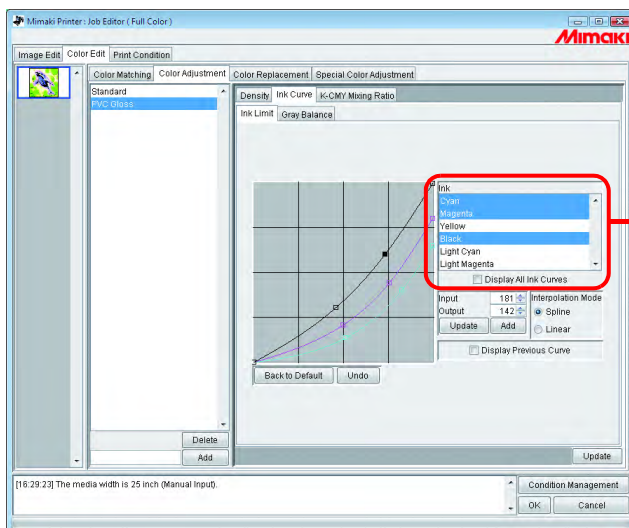 Mimaki Printer : Job Editor ( Full Color )
Mimaki
Image Edit Color Edit Print Condition
Color Matching Color Adjustment Color Replacement Special Color Adjustment
Standard
PVC Gloss
Density Ink Curve K-CMY Mixing Ratio
Ink Limit Gray Balance
Ink
Cyan
Magenta
Yellow
Black
Light Cyan
Light Magenta
Display All Ink Curves
Input 181 Interpolation Mode
Output 142 Spline
Update Add Linear
Display Previous Curve
Back to Default Undo
Delete
Add
Update
[16:29:23] The media width is 25 inch (Manual Input).
Condition Management
OK Cancel